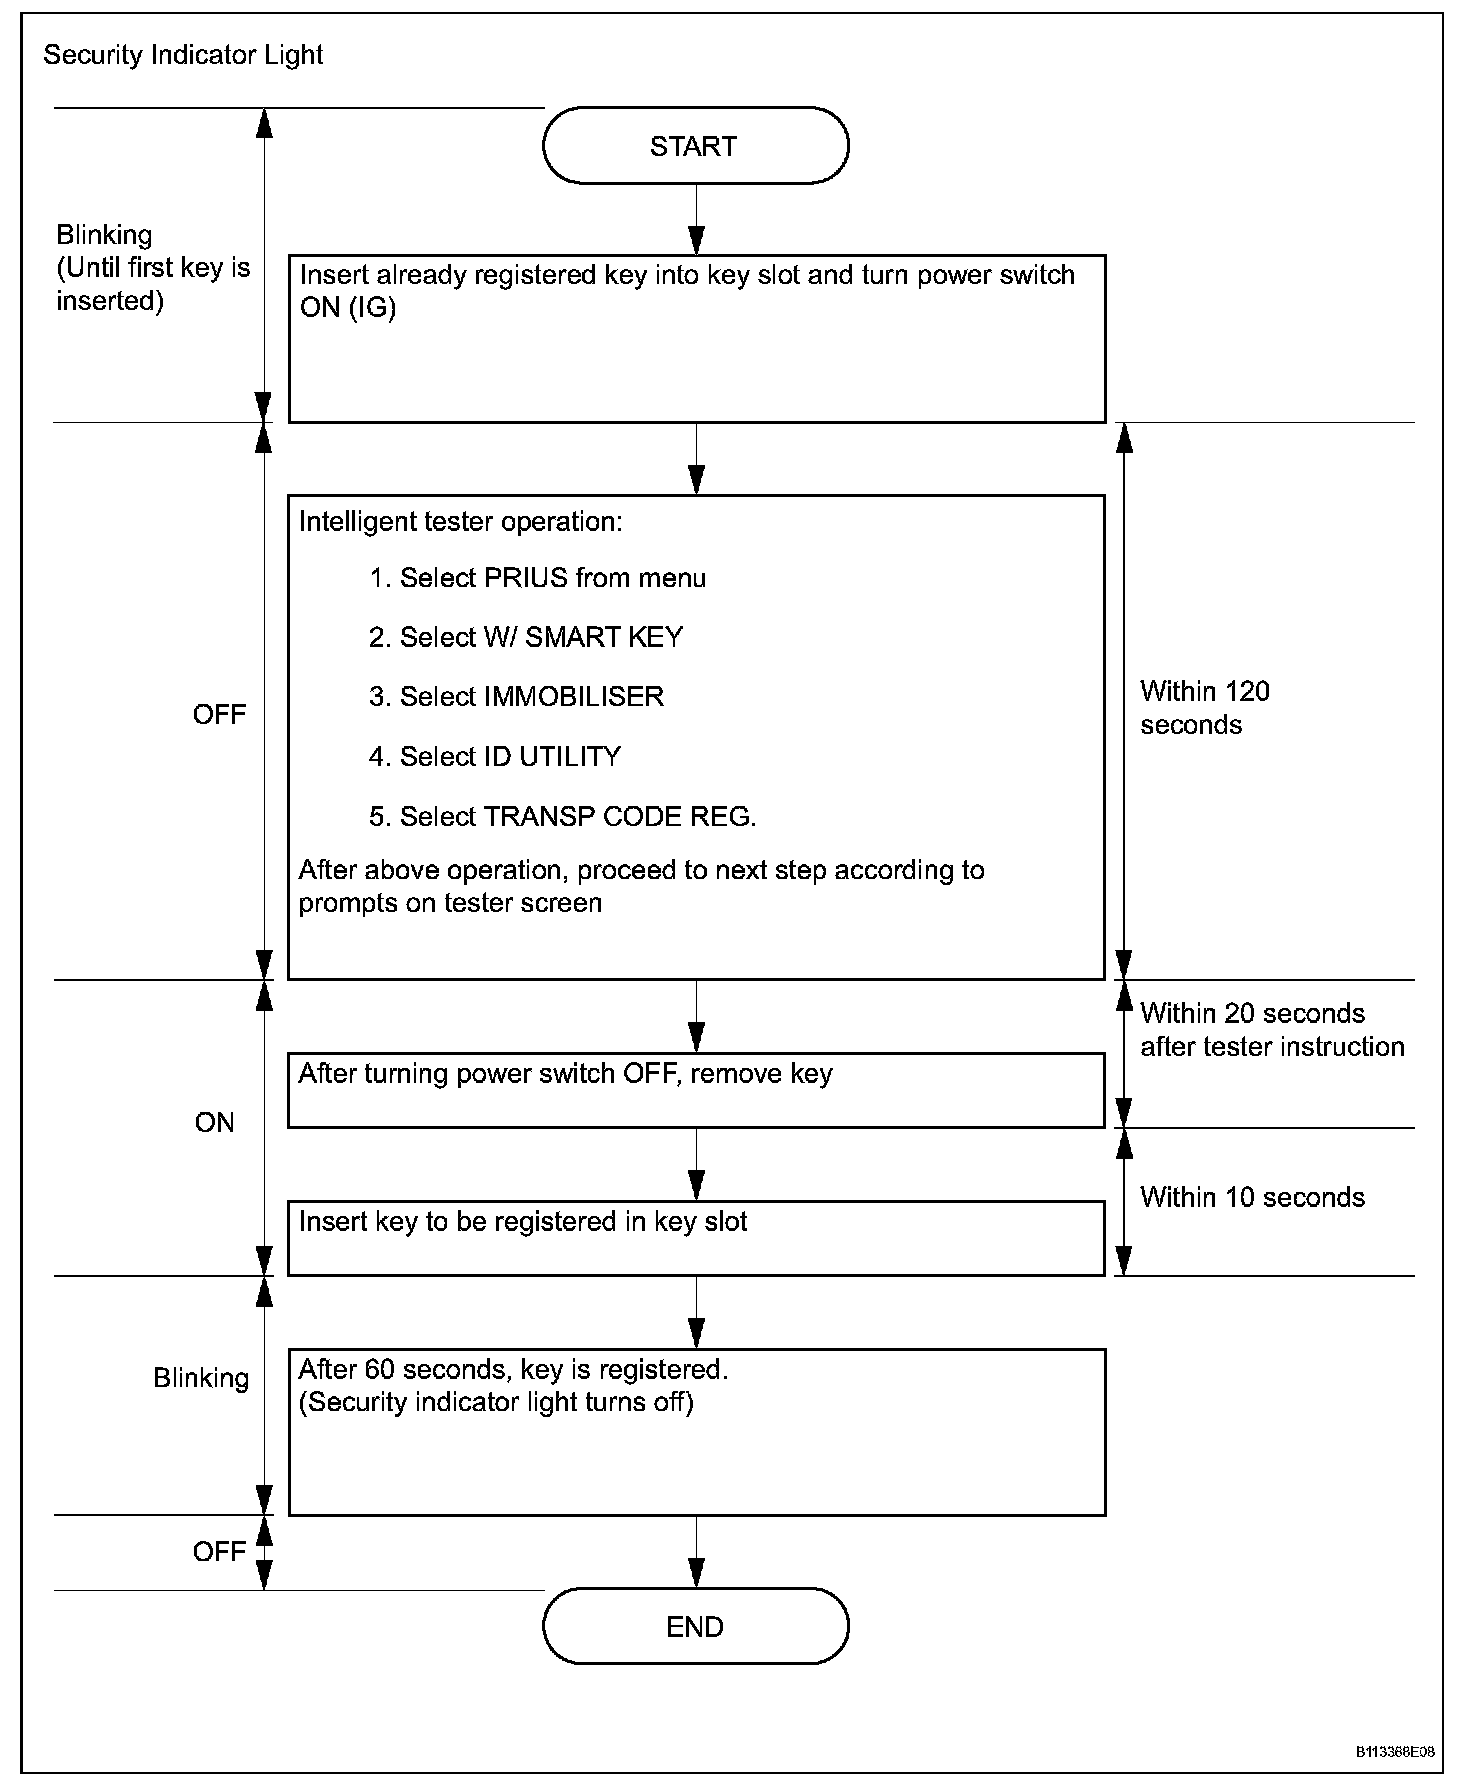 Security Indicator Light
START
Blinking
(Until first key is
inserted)
Insert already registered key into key slot and turn power switch
ON (IG)
OFF
Intelligent tester operation:
1. Select PRIUS from menu
2. Select W/ SMART KEY
3. Select IMMOBILISER
4. Select ID UTILITY
5. Select TRANSP CODE REG.
After above operation, proceed to next step according to
prompts on tester screen
Within 120
seconds
Within 20 seconds
after tester instruction
After turning power switch OFF, remove key
ON
Within 10 seconds
Insert key to be registered in key slot
Blinking
After 60 seconds, key is registered.
(Security indicator light turns off)
OFF
END
B113368E08